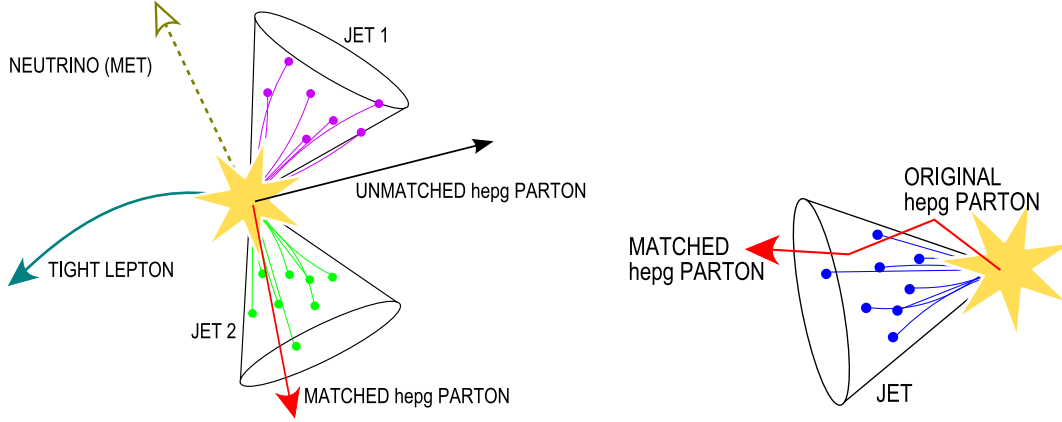 JET 1
NEUTRINO (MET)
UNMATCHED hepg PARTON
TIGHT LEPTON
JET 2
MATCHED hepg PARTON
ORIGINAL
hepg PARTON
MATCHED
hepg PARTON
JET